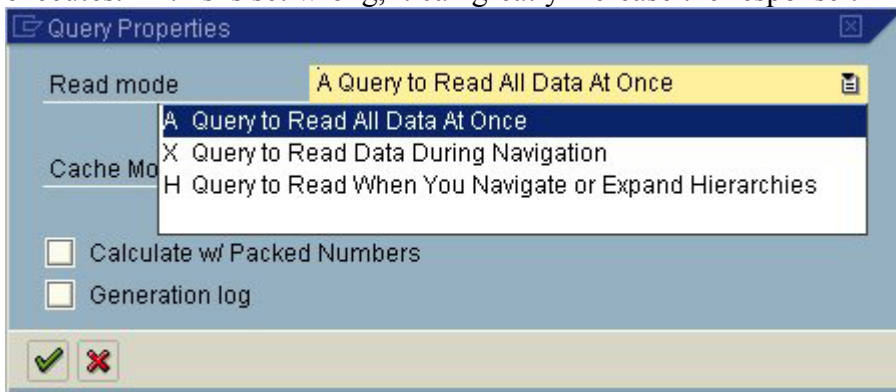 Query Properties
Read mode A Query to Read All Data At Once
A Query to Read All Data At Once
X Query to Read Data During Navigation
Cache Mo
H Query to Read When You Navigate or Expand Hierarchies
Calculate w/ Packed Numbers
Generation log